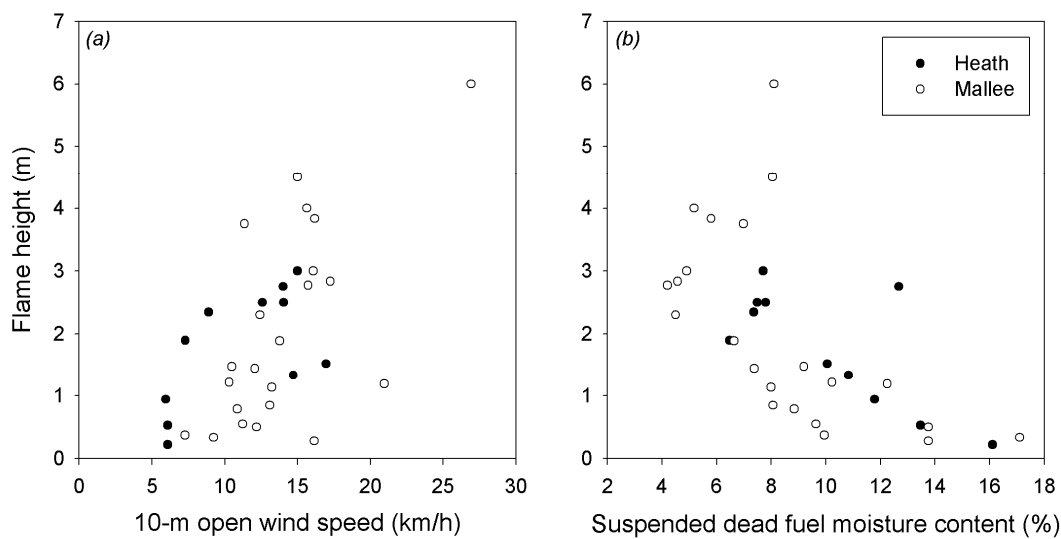 (a)
7
6
5
4
3
2
1
0
Flame height (m)
0 5 10 15 20 25 30
10-m open wind speed (km/h)
(b)
Heath
Mallee
7
6
5
4
3
2
1
0
2 4 6 8 10 12 14 16 18
Suspended dead fuel moisture content (%)